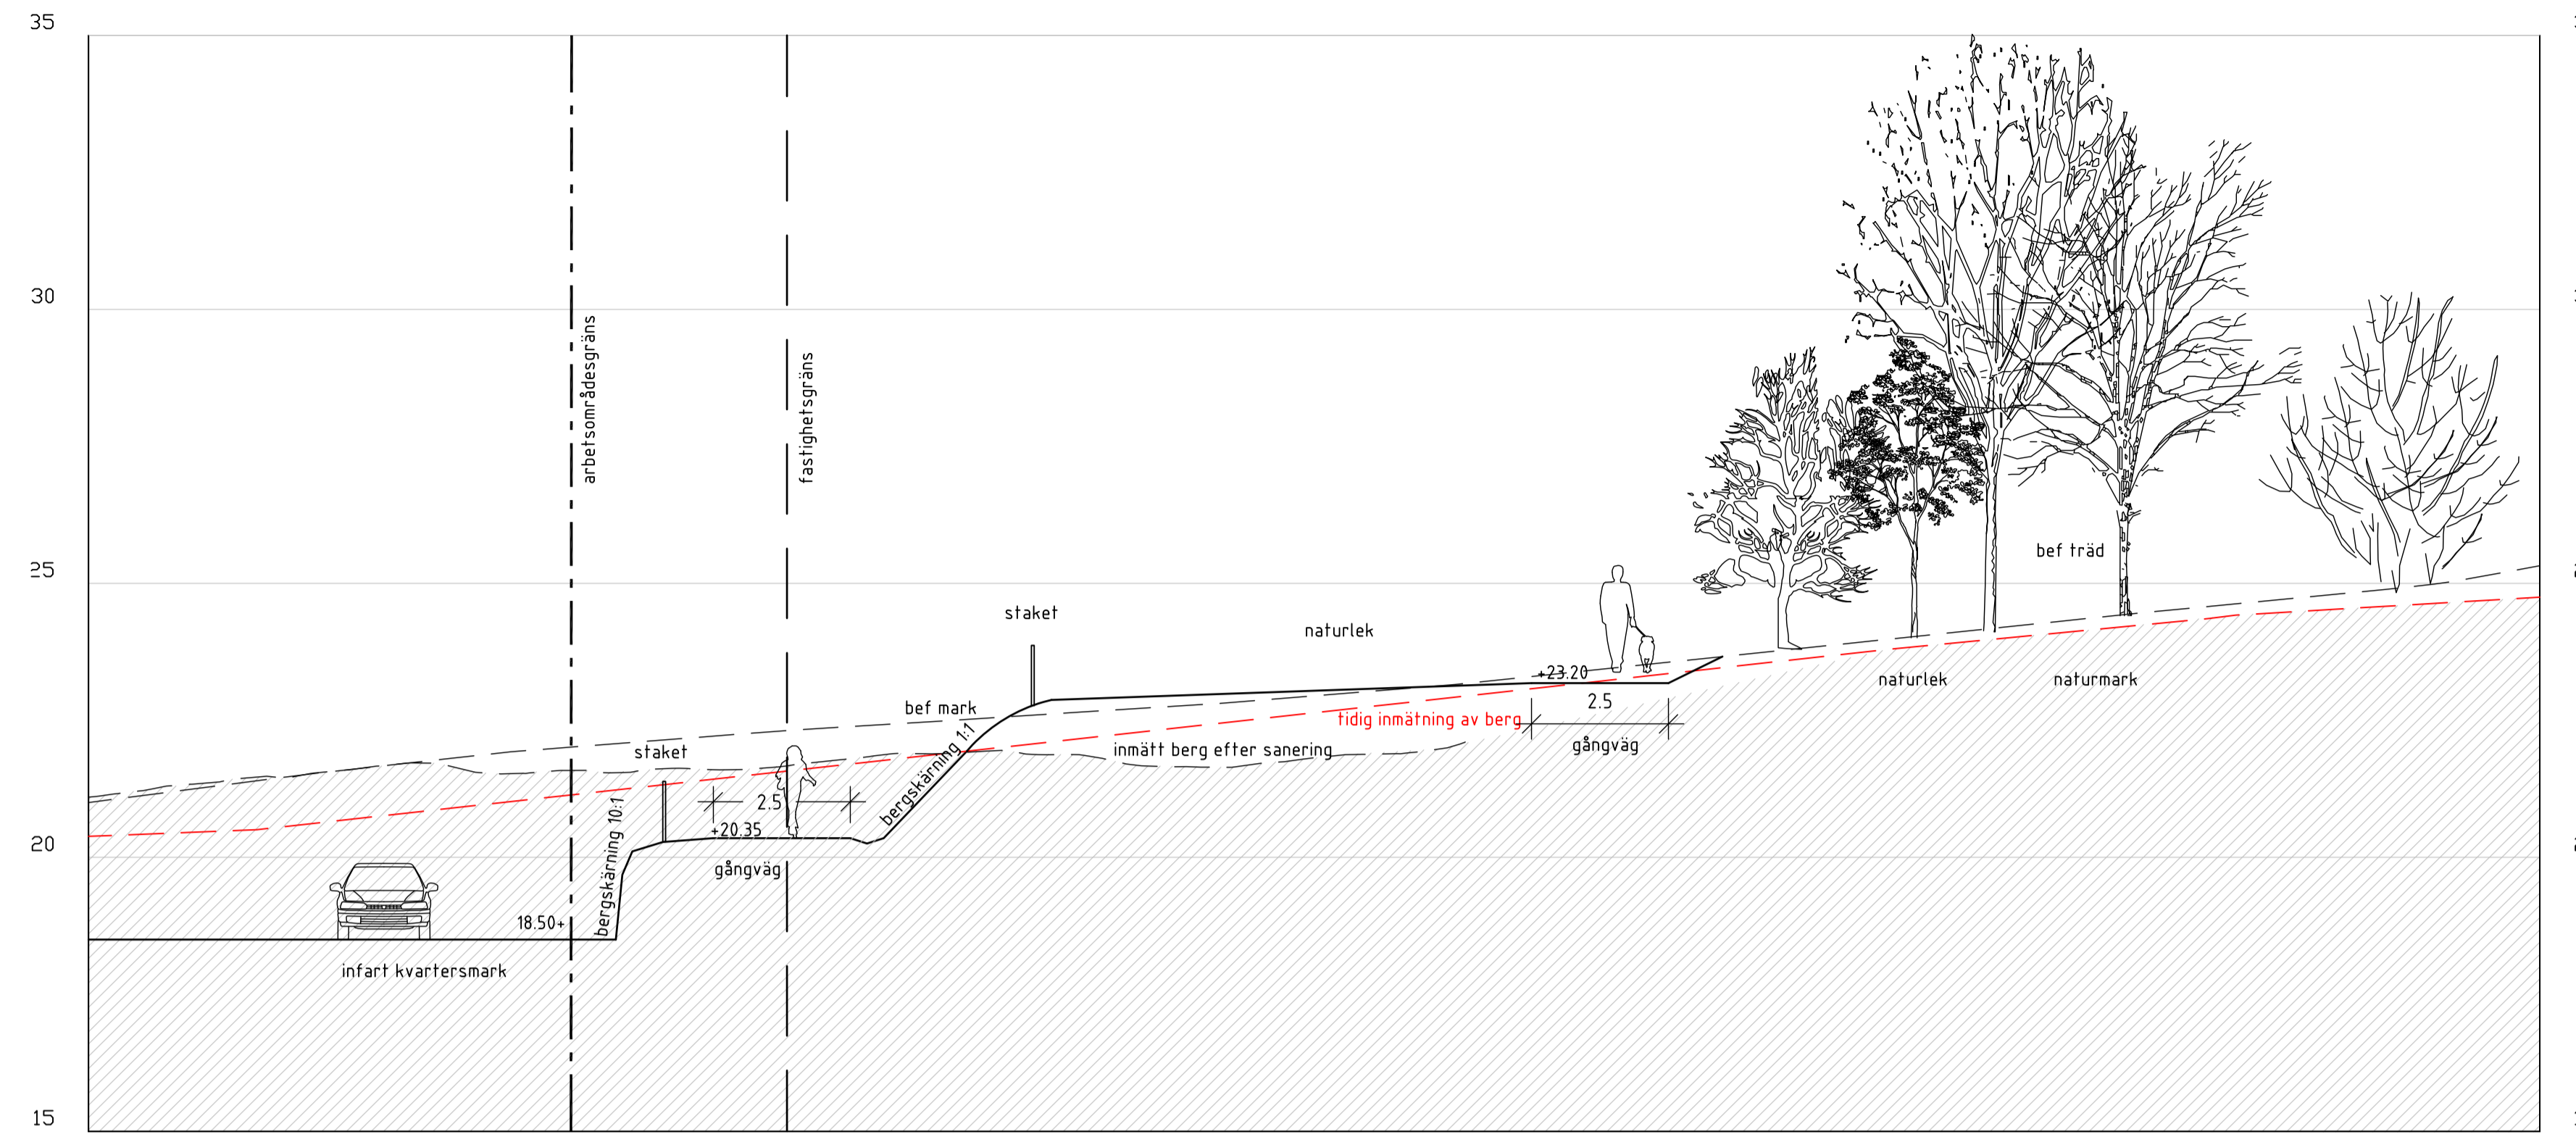 35
30
arbetsområdesgräns
fastighetsgräns
25
bef träd
staket
naturlek
+23.20
naturlek
naturmark
2.5
bef mark
tidig inmätning av berg
gångväg
staket
inmätt berg efter sanering
bergskärning 1:1
2.5
bergskärning 10:1
+20.35
20
gångväg
18.50+
infart kvartersmark
15